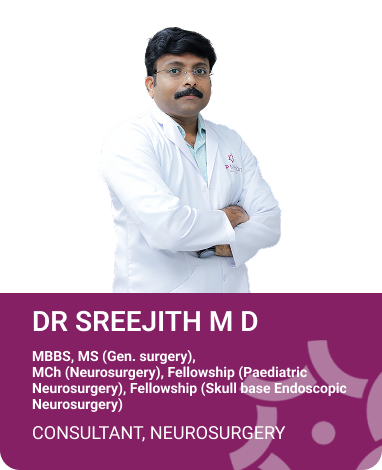 DR SREEJITH M D
MBBS, MS (Gen. surgery),
MCh (Neurosurgery), Fellowship (Paediatric
Neurosurgery), Fellowship (Skull base Endoscopic
Neurosurgery)
CONSULTANT, NEUROSURGERY